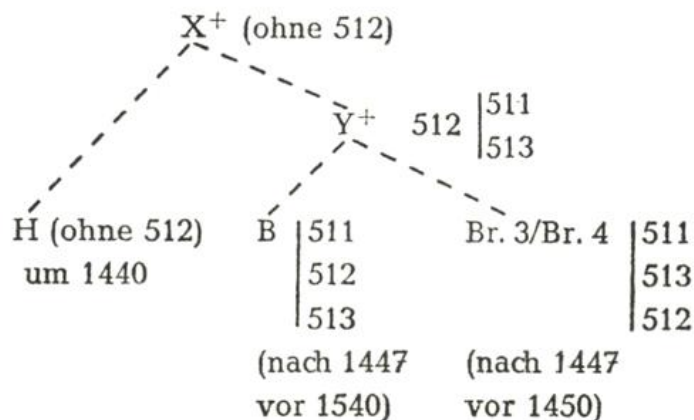 X+ (ohne 512)
Y+ 512 511
513
H (ohne 512) B 511 Br. 3/Br. 4 511
um 1440 512 513
513 512
(nach 1447 (nach 1447
vor 1540) vor 1450)